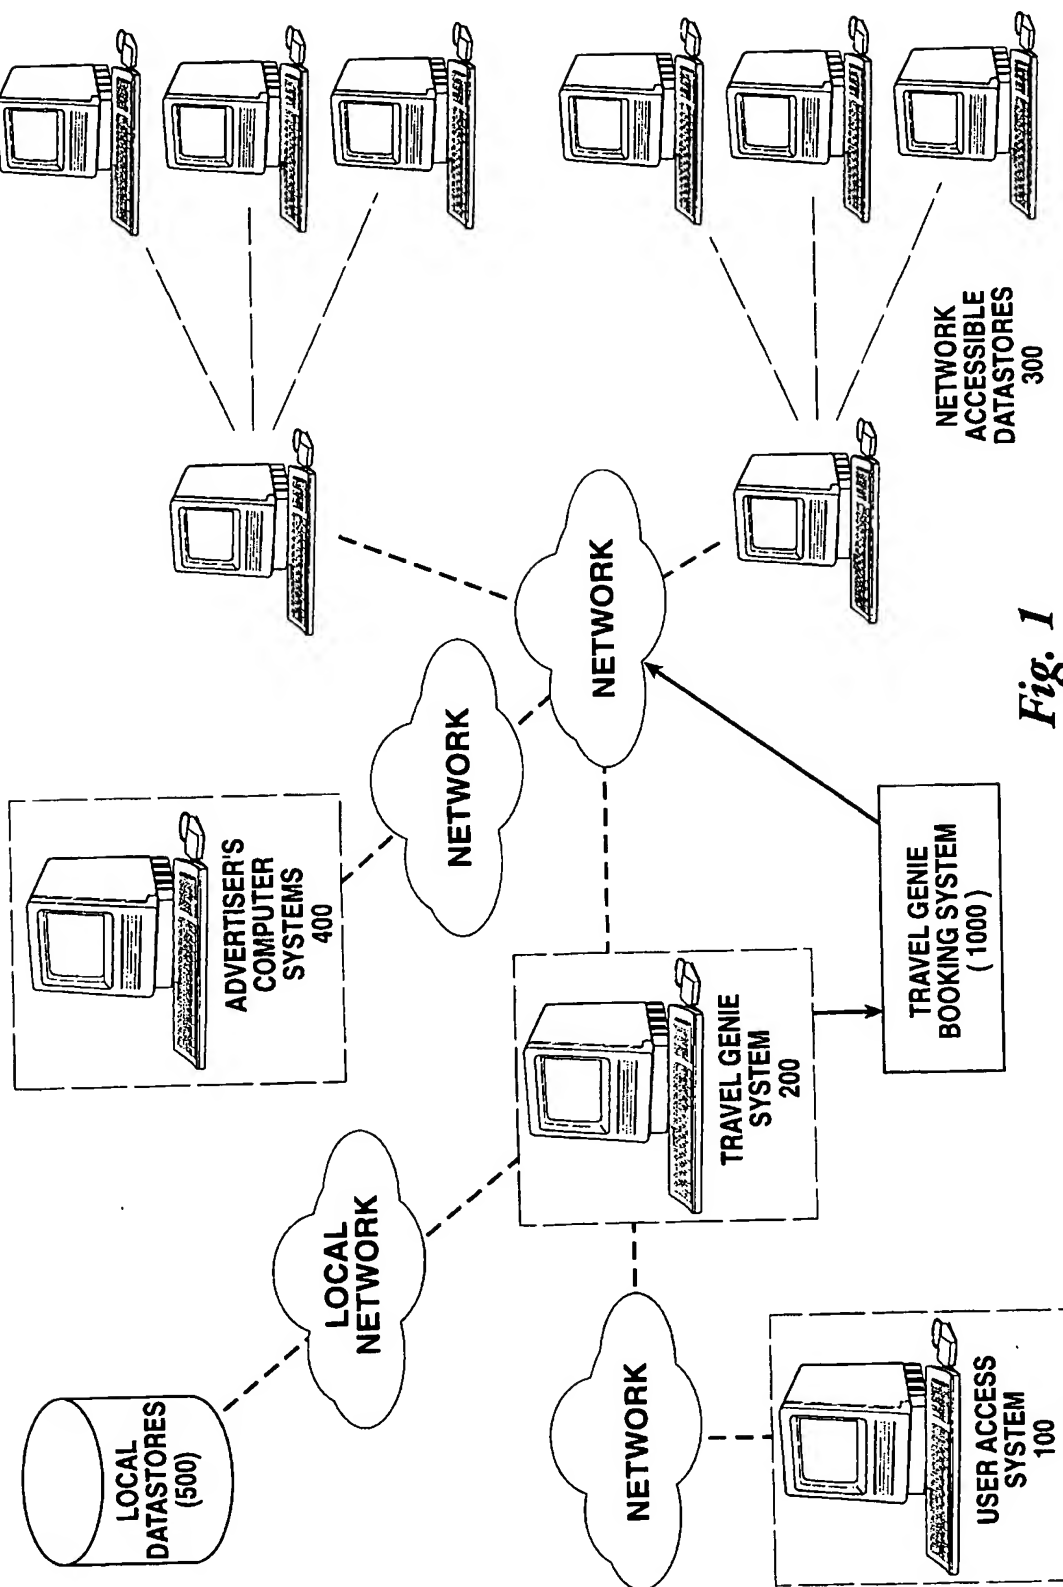 LOCAL
DATASTORES
(500)
LOCAL
NETWORK
ADVERTISER'S
COMPUTER
SYSTEMS
400
NETWORK
NETWORK
NETWORK
USER ACCESS
SYSTEM
100
TRAVEL GENIE
SYSTEM
200
TRAVEL GENIE
BOOKING SYSTEM
( 1000 )
NETWORK
ACCESSIBLE
DATASTORES
300
Fig. 1